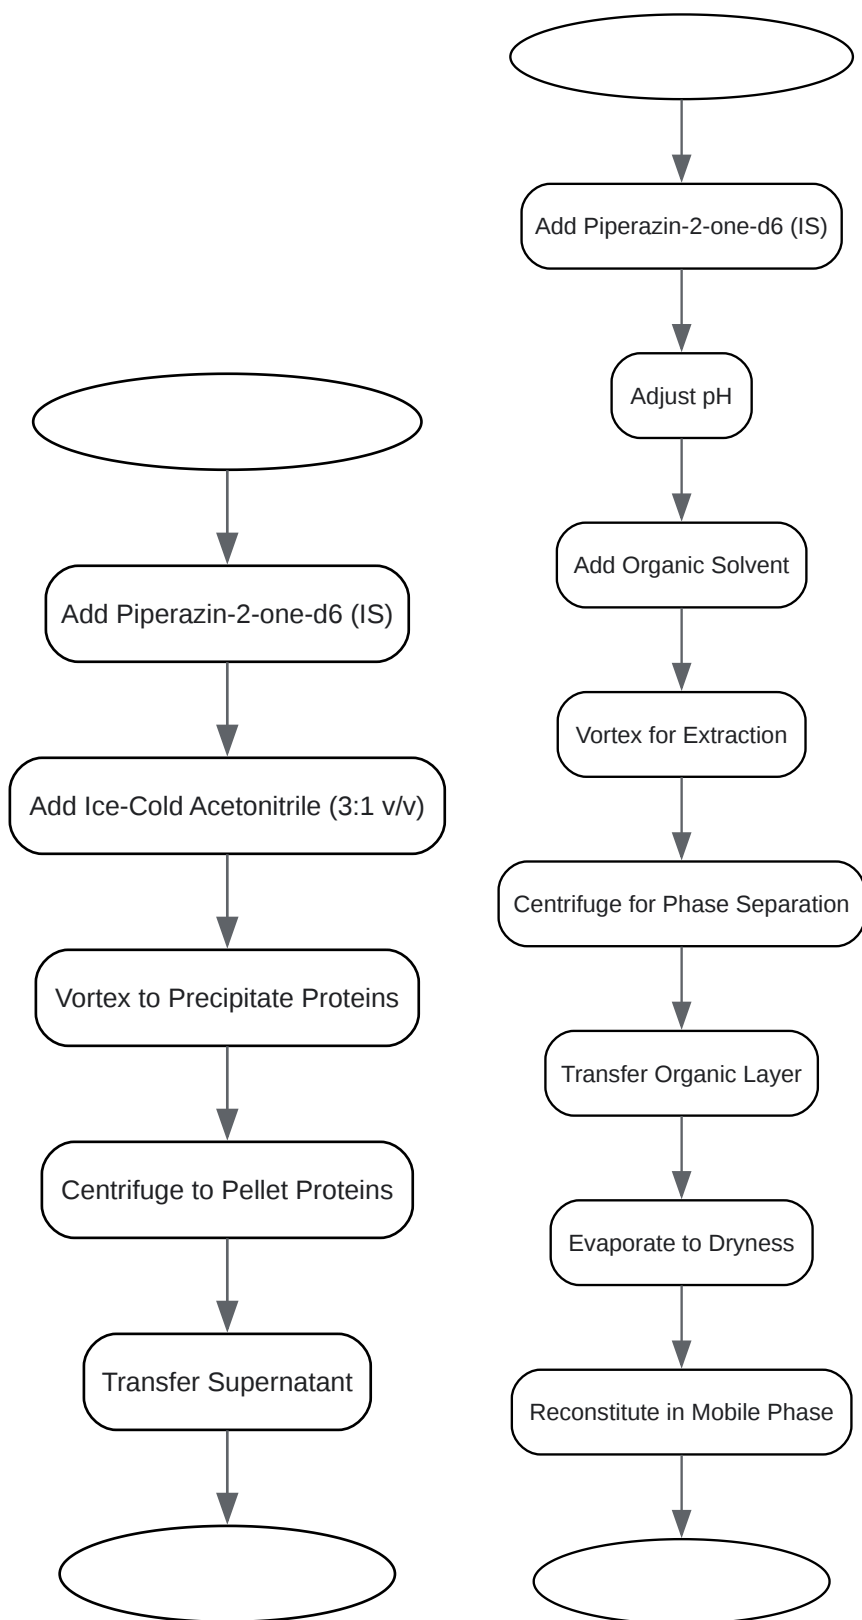 Add Piperazin-2-one-d6 (IS)
Add Ice-Cold Acetonitrile (3:1 v/v)
Vortex to Precipitate Proteins
Centrifuge to Pellet Proteins
Transfer Supernatant
Add Piperazin-2-one-d6 (IS)
Adjust pH
Add Organic Solvent
Vortex for Extraction
Centrifuge for Phase Separation
Transfer Organic Layer
Evaporate to Dryness
Reconstitute in Mobile Phase